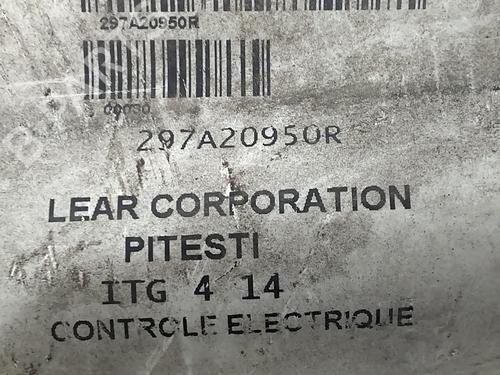 297A20950R
00030
297A20950R
LEAR CORPORATION
PITESTI
ITG 4 14
CONTROLE ELECTRIQUE